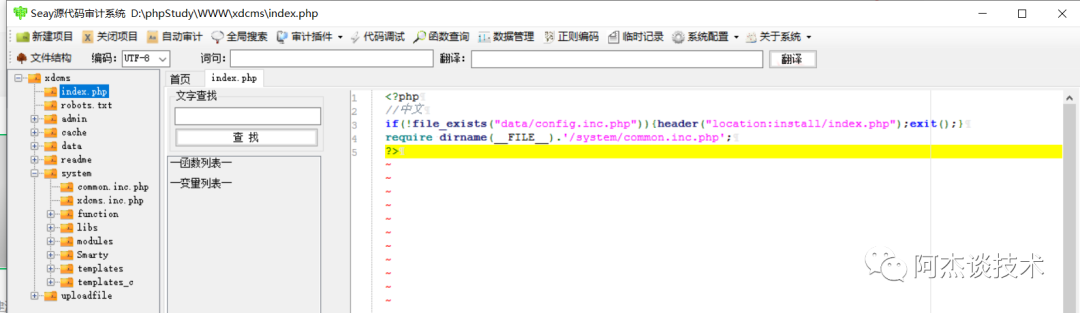 Seay源代码审计系统 D:\phpStudy\WWW\xdcms\index.php
新建项目 关闭项目 自动审计 全局搜索 审计插件 代码调试 函数查询 数据管理 正则编码 临时记录 系统配置 关于系统
文件结构 编码: UTF-8 词句: 翻译: 翻译
xdcms
index.php
robots.txt
admin
cache
data
readme
system
common.inc.php
xdcms.inc.php
function
libs
modules
Smarty
templates
templates_c
uploadfile
首页 index.php
文字查找
查 找
—函数列表—
—变量列表—
1 <?php
2 //中文
3 if(!file_exists("data/config.inc.php")){header("location:install/index.php");exit();}
4 require dirname(__FILE__).'/system/common.inc.php';
5 ?>
~
~
~
~
~
~
~
~
~
~
~
阿杰谈技术